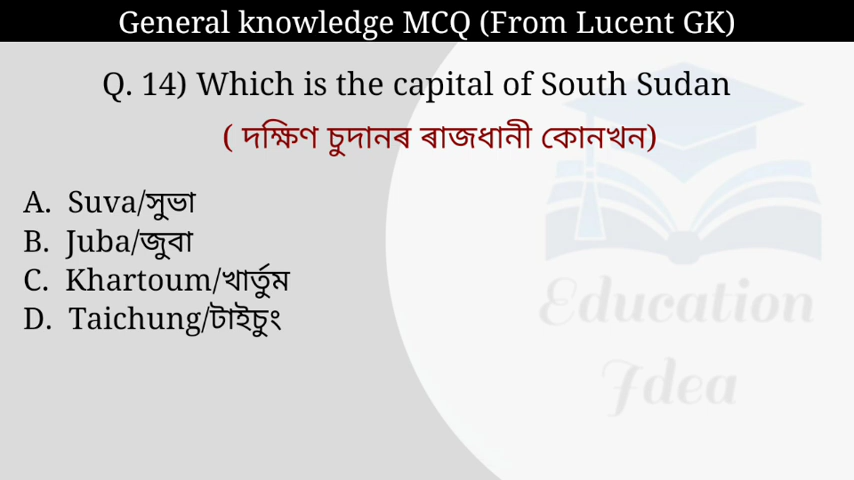 General knowledge MCQ (From Lucent GK)
Q. 14) Which is the capital of South Sudan
( দক্ষিণ চুদানৰ ৰাজধানী কোনখন)
A. Suva/সুভা
B. Juba/জুবা
C. Khartoum/খাৰ্তুম
D. Taichung/টাইচুং
Education
Idea